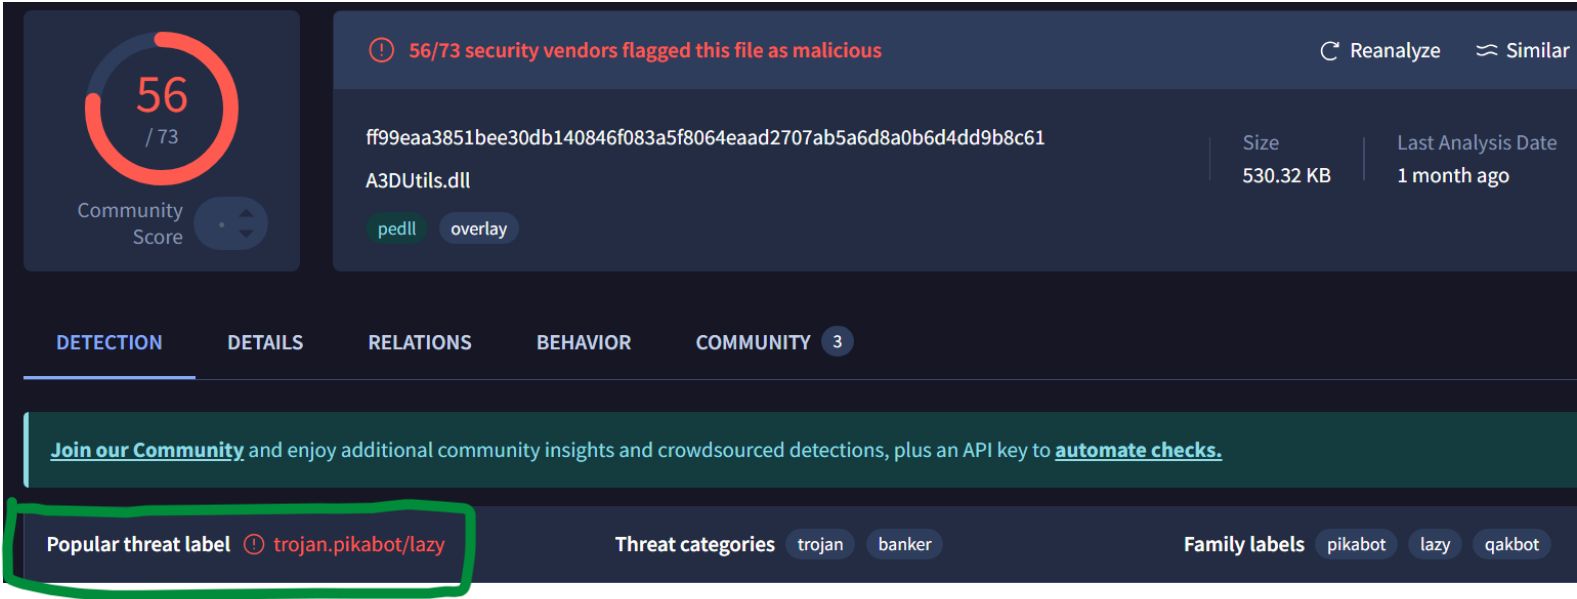 56
/ 73
Community
Score
56/73 security vendors flagged this file as malicious
Reanalyze
Similar
ff99eaa3851bee30db140846f083a5f8064eaad2707ab5a6d8a0b6d4dd9b8c61
A3DUtils.dll
pedll
overlay
Size
530.32 KB
Last Analysis Date
1 month ago
DETECTION
DETAILS
RELATIONS
BEHAVIOR
COMMUNITY 3
Join our Community and enjoy additional community insights and crowdsourced detections, plus an API key to automate checks.
Popular threat label trojan.pikabot/lazy
Threat categories trojan banker
Family labels pikabot lazy qakbot